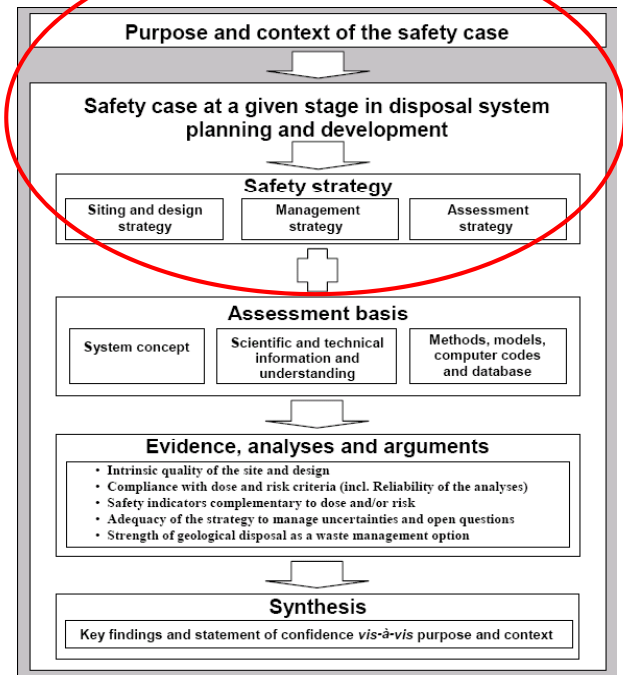 Purpose and context of the safety case
Safety case at a given stage in disposal system
planning and development
Safety strategy
Siting and design
strategy
Management
strategy
Assessment
strategy
Assessment basis
System concept
Scientific and technical
information and
understanding
Methods, models,
computer codes
and database
Evidence, analyses and arguments
• Intrinsic quality of the site and design
• Compliance with dose and risk criteria (incl. Reliability of the analyses)
• Safety indicators complementary to dose and/or risk
• Adequacy of the strategy to manage uncertainties and open questions
• Strength of geological disposal as a waste management option
Synthesis
Key findings and statement of confidence vis-à-vis purpose and context